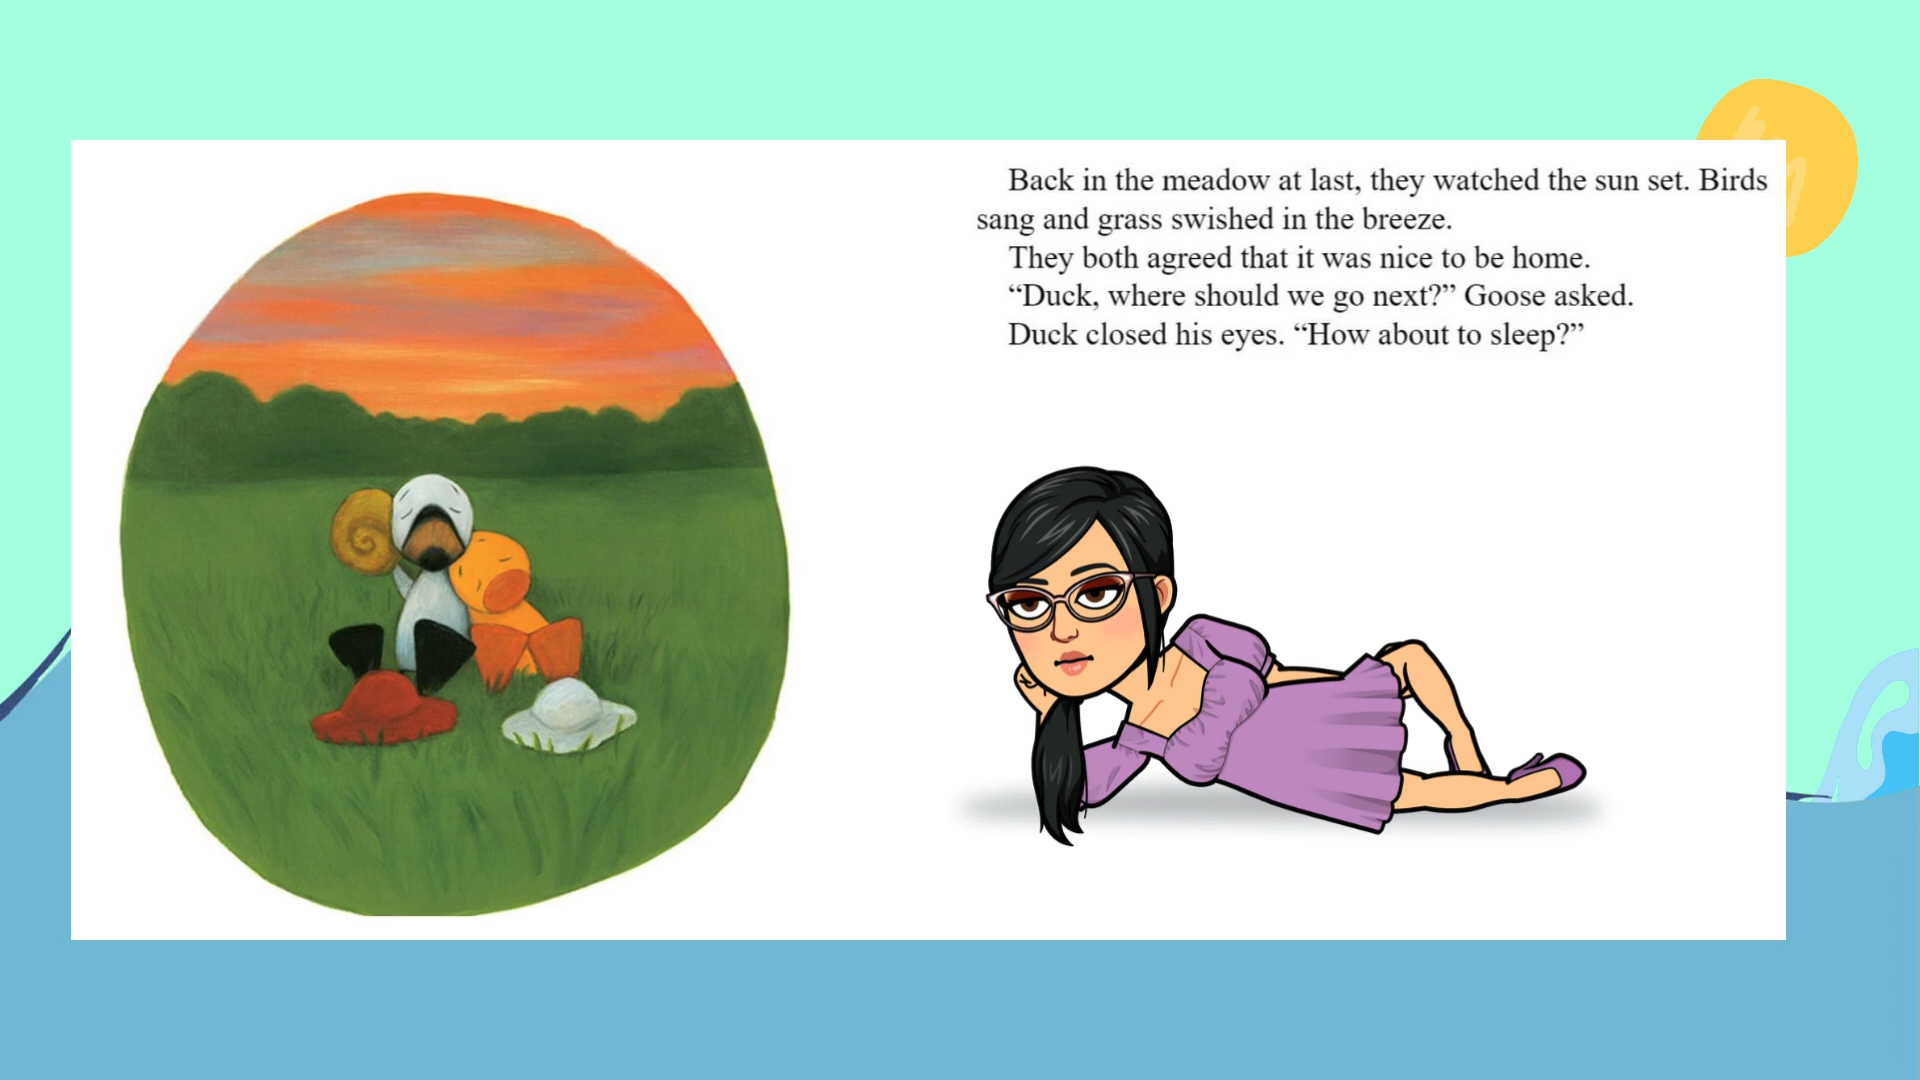 Back in the meadow at last, they watched the sun set. Birds
sang and grass swished in the breeze.
They both agreed that it was nice to be home.
“Duck, where should we go next?” Goose asked.
Duck closed his eyes. “How about to sleep?”